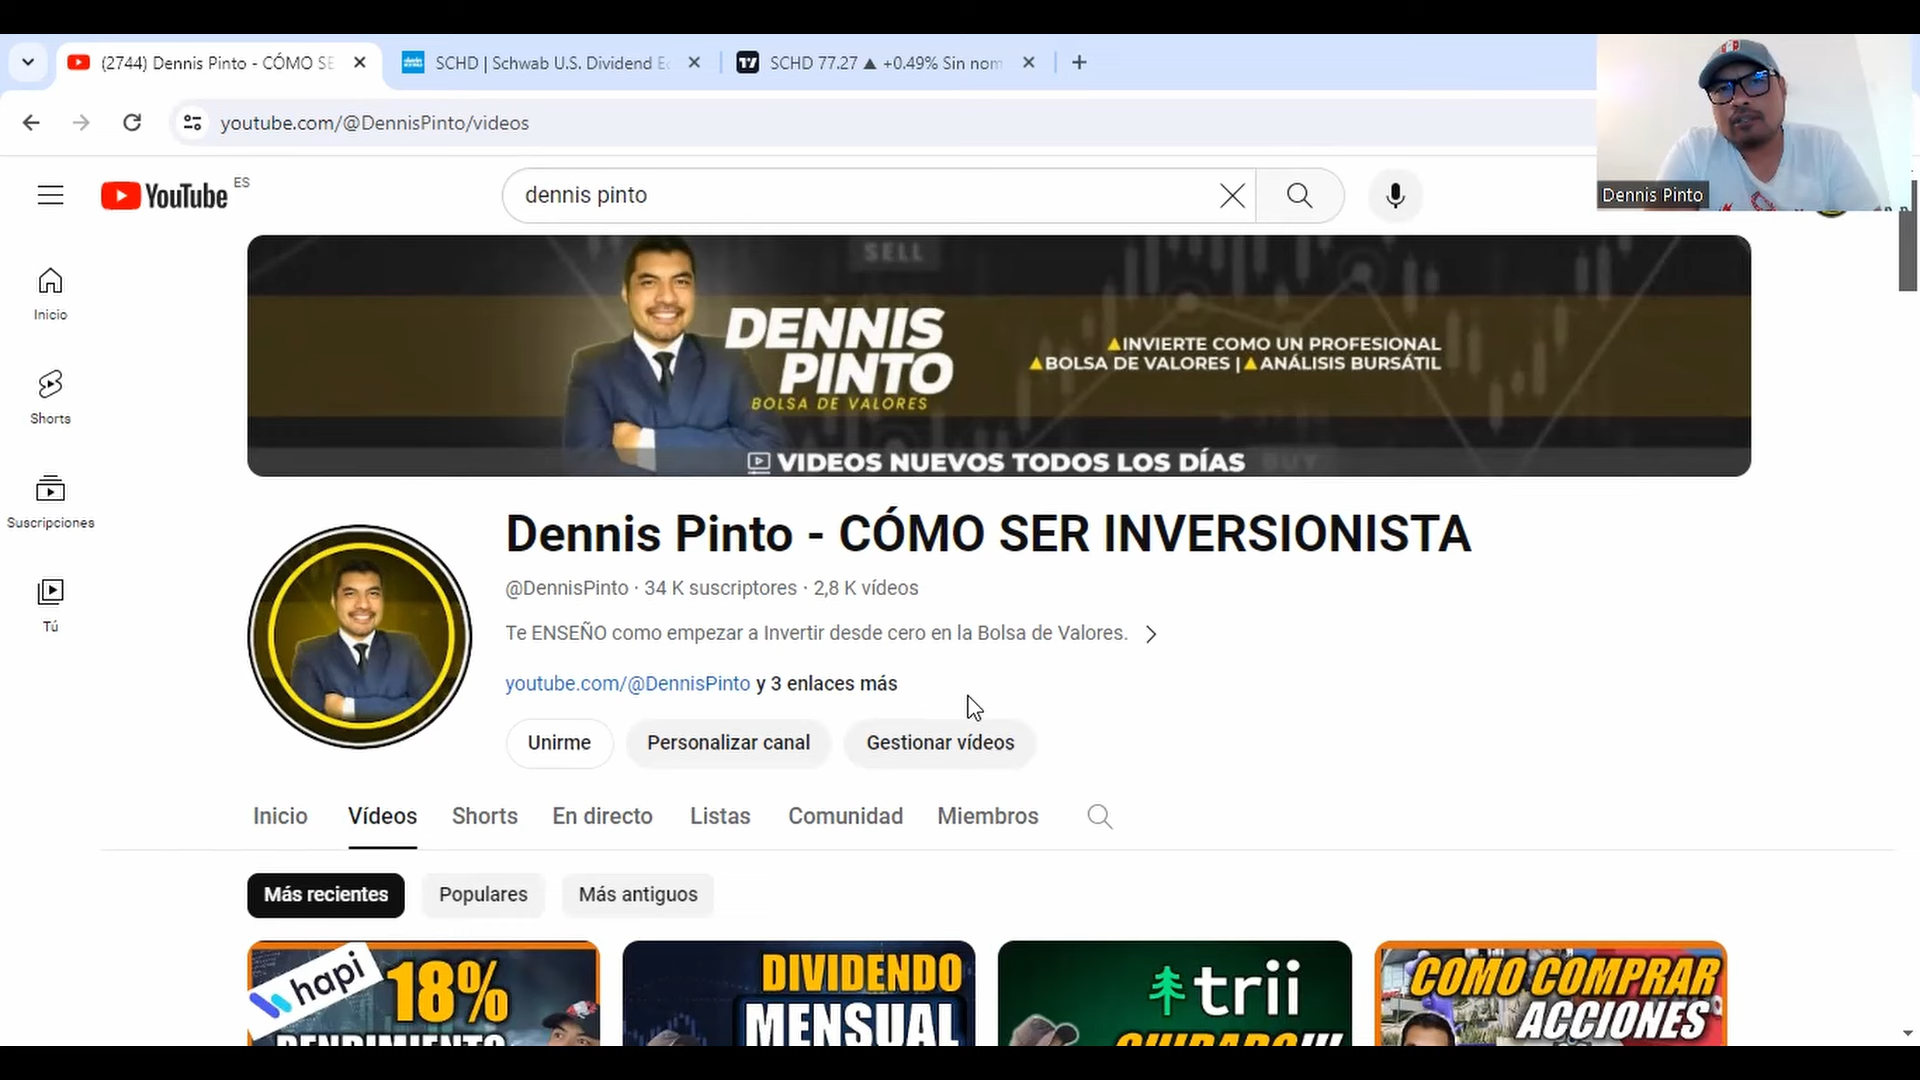 (2744) Dennis Pinto - CÓMO SE
SCHD | Schwab U.S. Dividend E
SCHD 77.27 ▲ +0.49% Sin nom
youtube.com/@DennisPinto/videos
Dennis Pinto
YouTube ES
dennis pinto
Inicio
Shorts
Suscripciones
Tú
SELL
DENNIS
PINTO
BOLSA DE VALORES
▲INVIERTE COMO UN PROFESIONAL
▲BOLSA DE VALORES | ▲ANÁLISIS BURSÁTIL
VIDEOS NUEVOS TODOS LOS DÍAS
BUY
Dennis Pinto - CÓMO SER INVERSIONISTA
@DennisPinto · 34 K suscriptores · 2,8 K vídeos
Te ENSEÑO como empezar a Invertir desde cero en la Bolsa de Valores.
youtube.com/@DennisPinto y 3 enlaces más
Unirme
Personalizar canal
Gestionar vídeos
Inicio
Vídeos
Shorts
En directo
Listas
Comunidad
Miembros
Más recientes
Populares
Más antiguos
hapi
18%
RENDIMIENTO
DIVIDENDO
MENSUAL
trii
CUIDADO!!!
COMO COMPRAR
ACCIONES